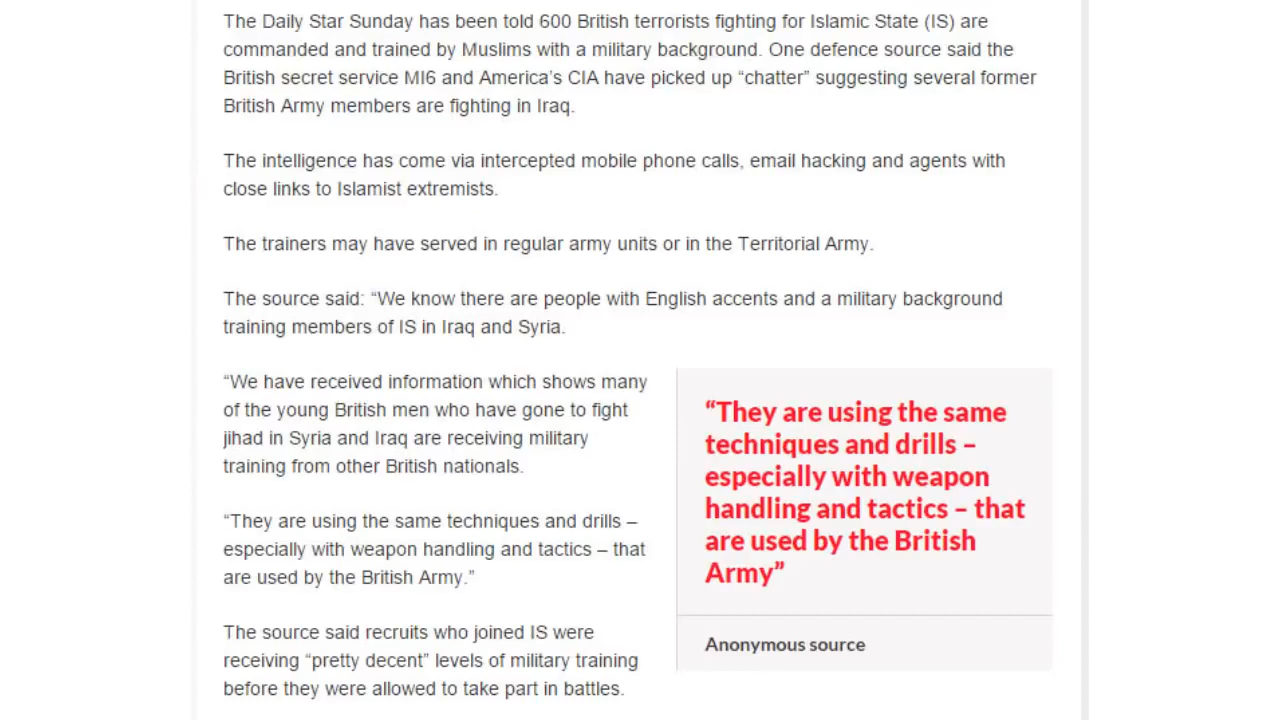 The Daily Star Sunday has been told 600 British terrorists fighting for Islamic State (IS) are
commanded and trained by Muslims with a military background. One defence source said the
British secret service MI6 and America’s CIA have picked up “chatter” suggesting several former
British Army members are fighting in Iraq.
The intelligence has come via intercepted mobile phone calls, email hacking and agents with
close links to Islamist extremists.
The trainers may have served in regular army units or in the Territorial Army.
The source said: “We know there are people with English accents and a military background
training members of IS in Iraq and Syria.
“We have received information which shows many
of the young British men who have gone to fight
jihad in Syria and Iraq are receiving military
training from other British nationals.
“They are using the same techniques and drills –
especially with weapon handling and tactics – that
are used by the British Army.”
The source said recruits who joined IS were
receiving “pretty decent” levels of military training
before they were allowed to take part in battles.
“They are using the same
techniques and drills –
especially with weapon
handling and tactics – that
are used by the British
Army”
Anonymous source